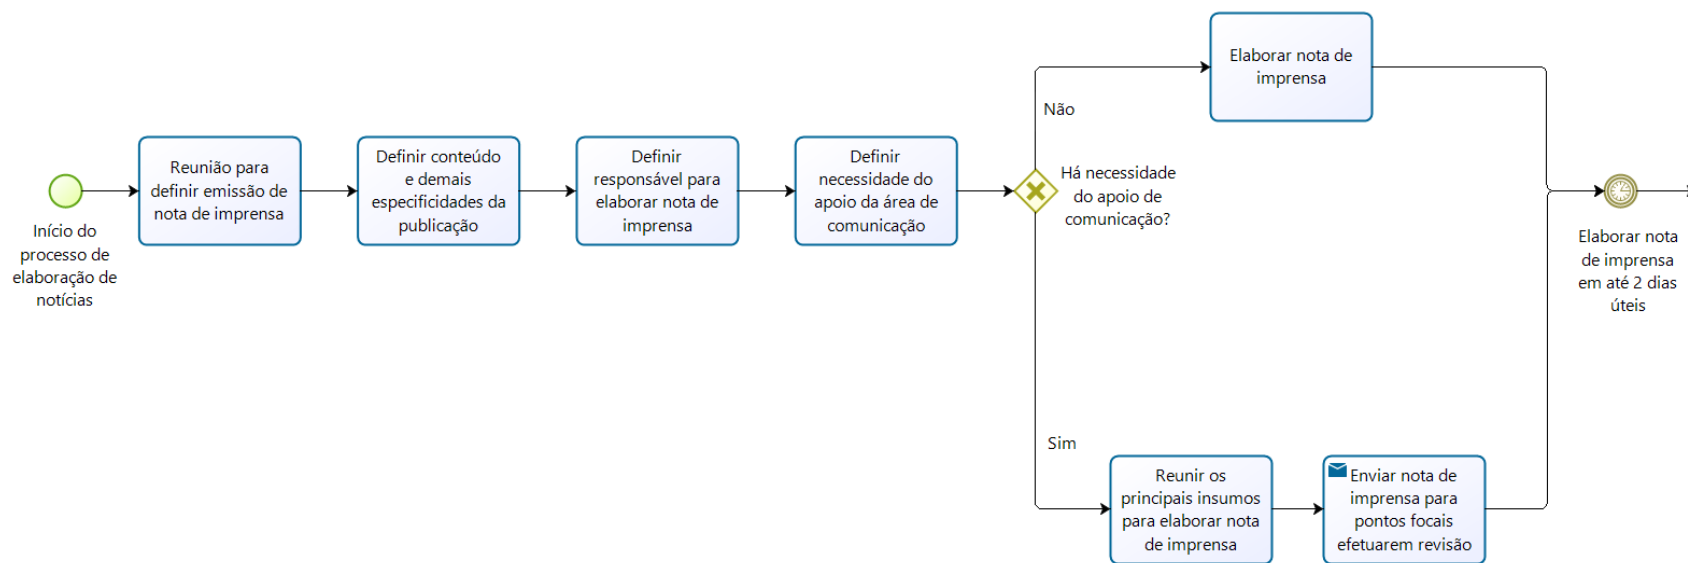 Início do
processo de
elaboração de
notícias
Reunião para
definir emissão de
nota de imprensa
Definir conteúdo
e demais
especificidades da
publicação
Definir
responsável para
elaborar nota de
imprensa
Definir
necessidade do
apoio da área de
comunicação
Há necessidade
do apoio de
comunicação?
Não
Elaborar nota de
imprensa
Sim
Reunir os
principais insumos
para elaborar nota
de imprensa
Enviar nota de
imprensa para
pontos focais
efetuarem revisão
Elaborar nota
de imprensa
em até 2 dias
úteis